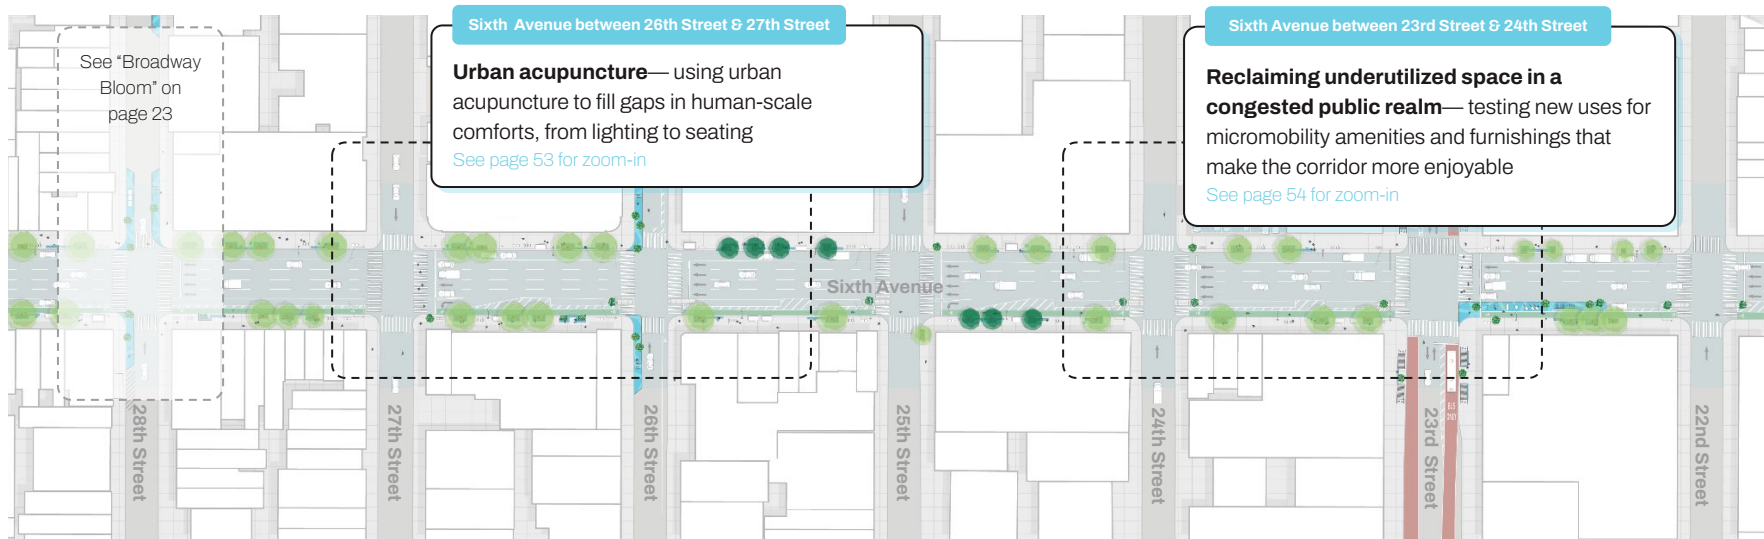 See “Broadway
Bloom” on
page 23
Sixth Avenue between 26th Street & 27th Street
Urban acupuncture— using urban
acupuncture to fill gaps in human-scale
comforts, from lighting to seating
See page 53 for zoom-in
Sixth Avenue between 23rd Street & 24th Street
Reclaiming underutilized space in a
congested public realm— testing new uses for
micromobility amenities and furnishings that
make the corridor more enjoyable
See page 54 for zoom-in
Sixth Avenue
28th Street
27th Street
26th Street
25th Street
24th Street
23rd Street
BUS
ONLY
22nd Street